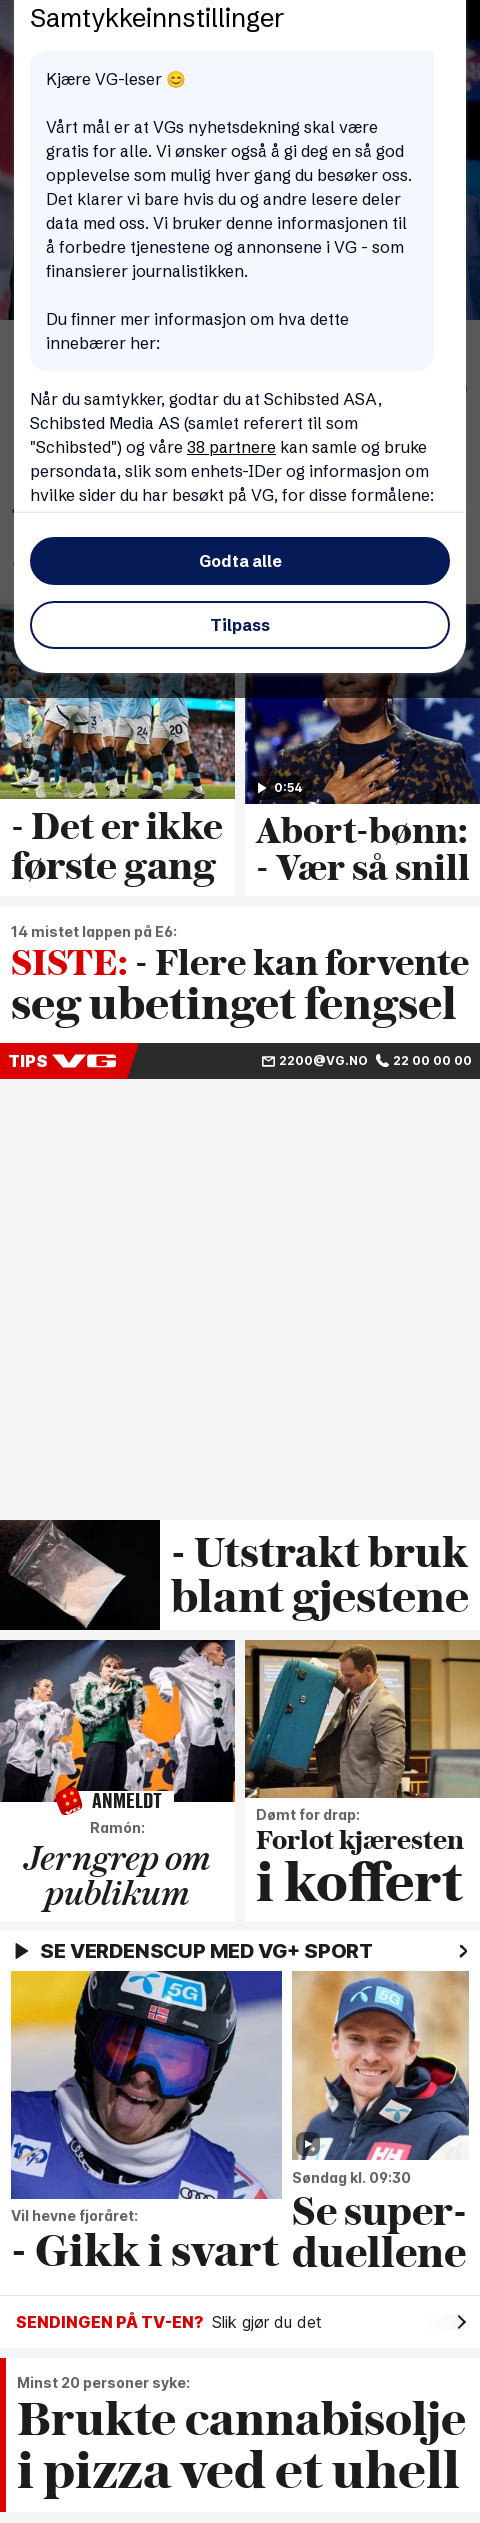 Samtykkeinnstillinger
Kjære VG-leser 😊
Vårt mål er at VGs nyhetsdekning skal være
gratis for alle. Vi ønsker også å gi deg en så god
opplevelse som mulig hver gang du besøker oss.
Det klarer vi bare hvis du og andre lesere deler
data med oss. Vi bruker denne informasjonen til
å forbedre tjenestene og annonsene i VG - som
finansierer journalistikken.
Du finner mer informasjon om hva dette
innebærer her:
Når du samtykker, godtar du at Schibsted ASA,
Schibsted Media AS (samlet referert til som
"Schibsted") og våre 38 partnere kan samle og bruke
persondata, slik som enhets-IDer og informasjon om
hvilke sider du har besøkt på VG, for disse formålene:
Godta alle
Tilpass
3
24
20
0:54
- Det er ikke
første gang
Abort-bønn:
- Vær så snill
14 mistet lappen på E6:
SISTE: - Flere kan forvente
seg ubetinget fengsel
TIPS VG
2200@VG.NO 22 00 00 00
- Utstrakt bruk
blant gjestene
ANMELDT
Ramón:
Jerngrep om
publikum
Dømt for drap:
Forlot kjæresten
i koffert
SE VERDENSCUP MED VG+ SPORT
5G
5G
100
HH
Vil hevne fjoråret:
- Gikk i svart
Søndag kl. 09:30
Se super-
duellene
SENDINGEN PÅ TV-EN? Slik gjør du det
Minst 20 personer syke:
Brukte cannabisolje
i pizza ved et uhell